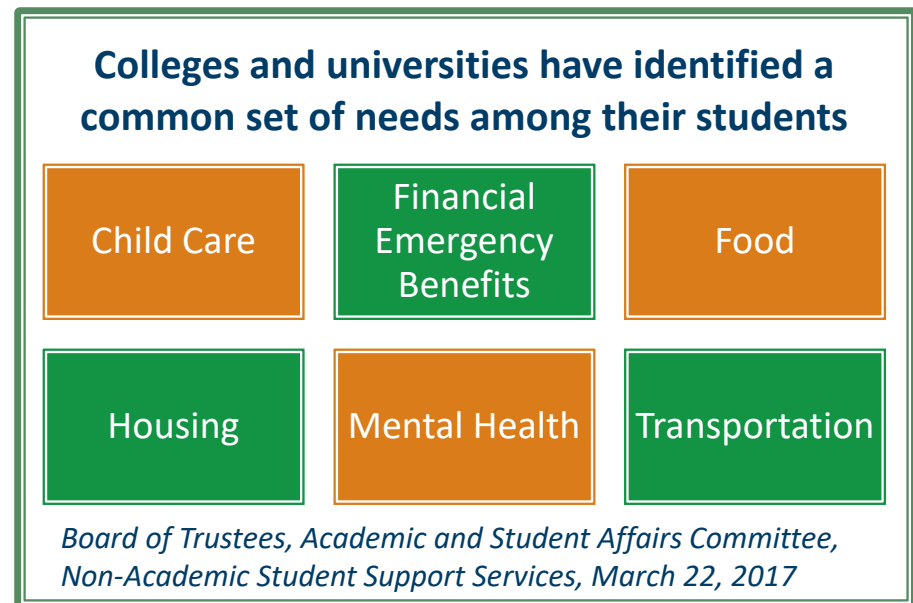 Colleges and universities have identified a
common set of needs among their students
Child Care
Financial
Emergency
Benefits
Food
Housing
Mental Health
Transportation
Board of Trustees, Academic and Student Affairs Committee,
Non-Academic Student Support Services, March 22, 2017